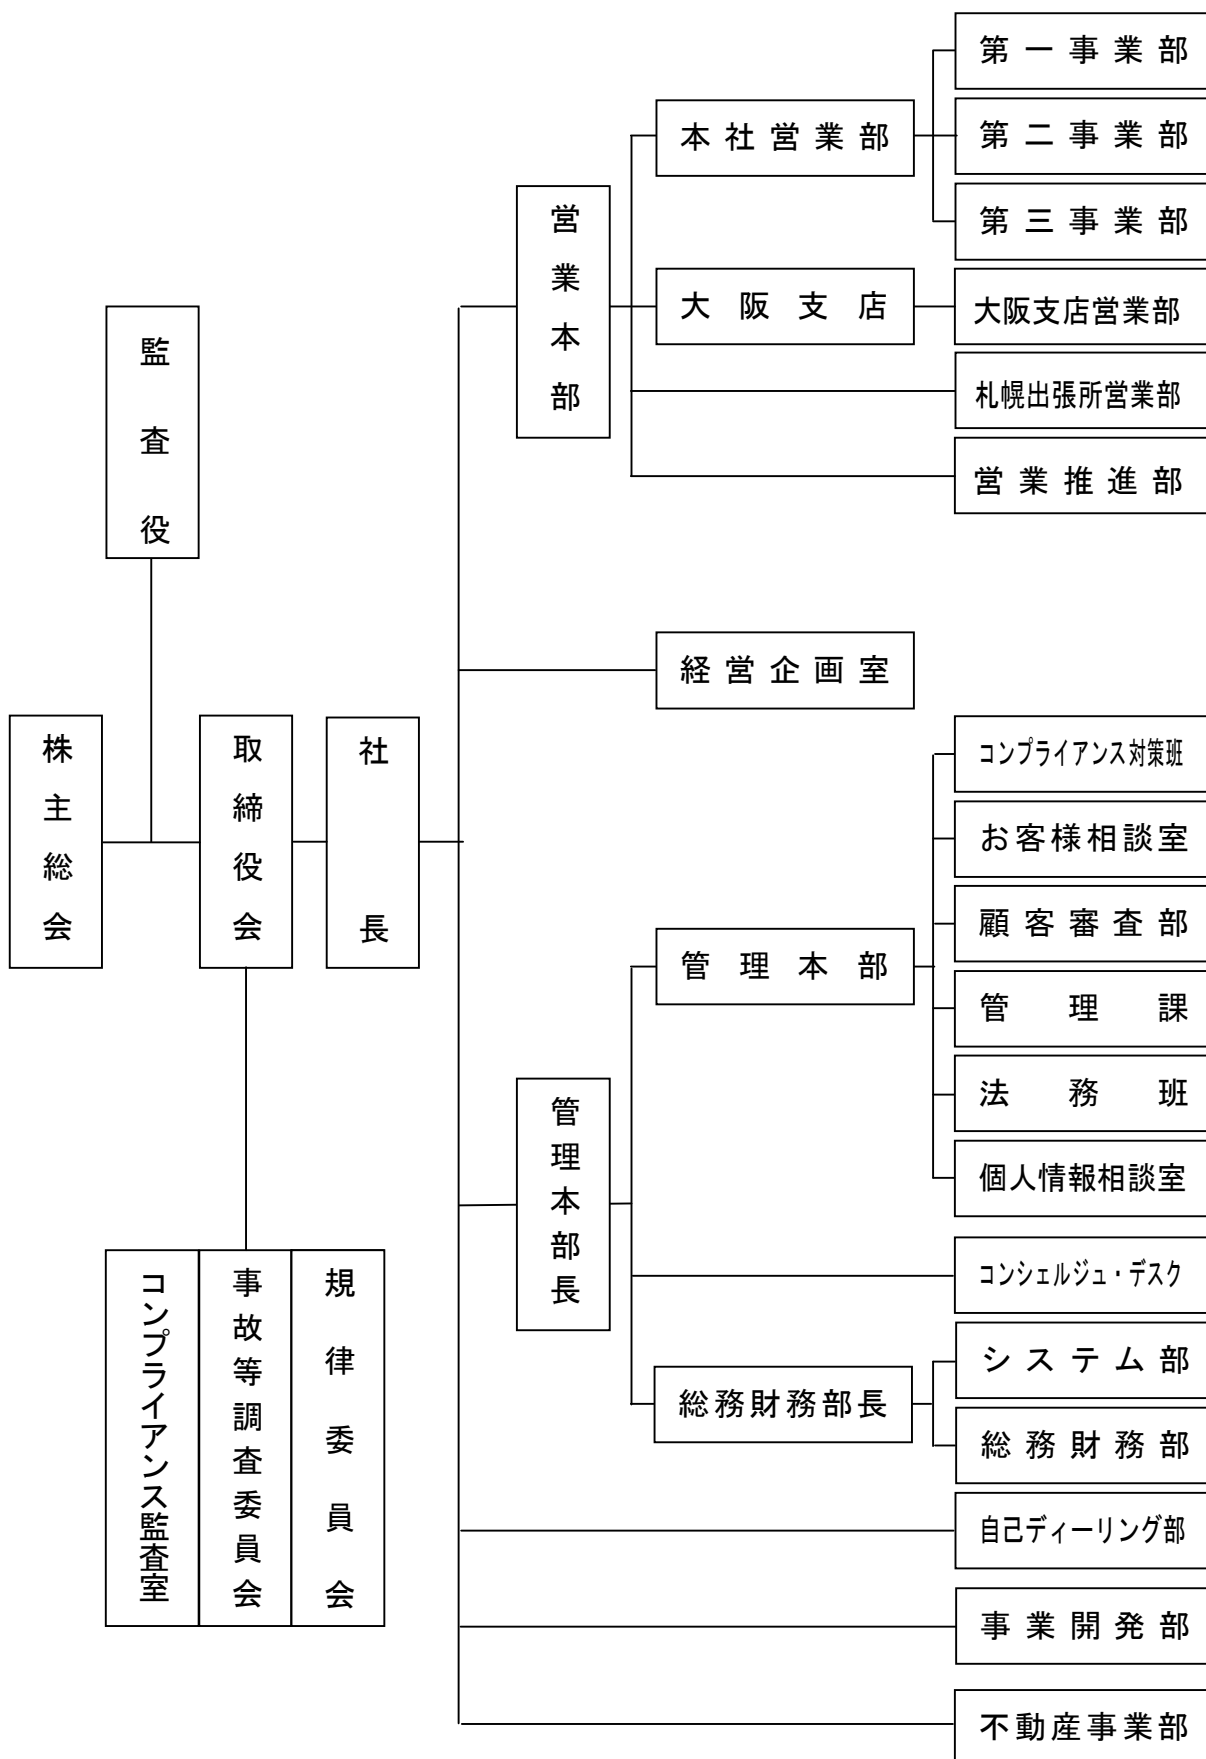 株主総会
監査役
取締役会
コンプライアンス監査室
事故等調査委員会
規律委員会
社長
営業本部
本社営業部
第一事業部
第二事業部
第三事業部
大阪支店
大阪支店営業部
札幌出張所営業部
営業推進部
経営企画室
管理本部長
管理本部
コンプライアンス対策班
お客様相談室
顧客審査部
管理課
法務班
個人情報相談室
コンシェルジュ・デスク
総務財務部長
システム部
総務財務部
自己ディーリング部
事業開発部
不動産事業部